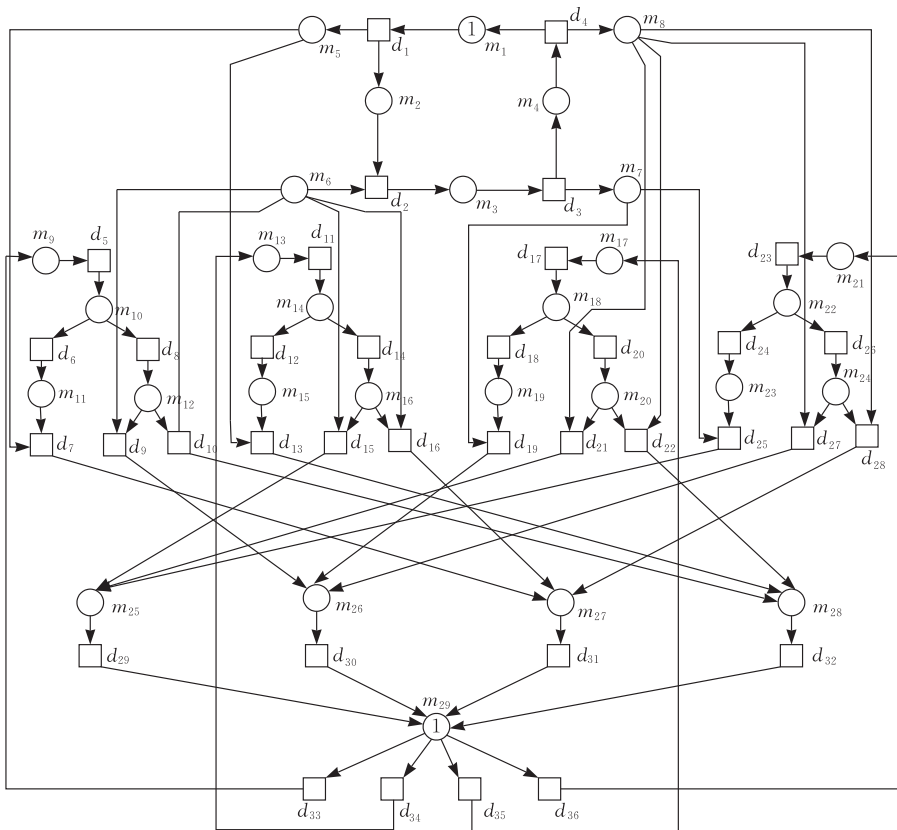 d₄ m₈
m₅ d₁ 1 m₁
m₂ m₄
m₆ d₂ m₃ d₃ m₇
m₉ d₅ m₁₃ d₁₁ d₁₇ m₁₇ d₂₃ m₂₁
m₁₀ m₁₄ m₁₈ m₂₂
d₆ d₈ d₁₂ d₁₄ d₁₈ d₂₀ d₂₄ d₂₆
m₁₁ m₁₂ m₁₅ m₁₆ m₁₉ m₂₀ m₂₃ m₂₄
d₇ d₉ d₁₀ d₁₃ d₁₅ d₁₆ d₁₉ d₂₁ d₂₂ d₂₅ d₂₇ d₂₈
m₂₅ m₂₆ m₂₇ m₂₈
d₂₉ d₃₀ d₃₁ d₃₂
m₂₉
1
d₃₃ d₃₄ d₃₅ d₃₆